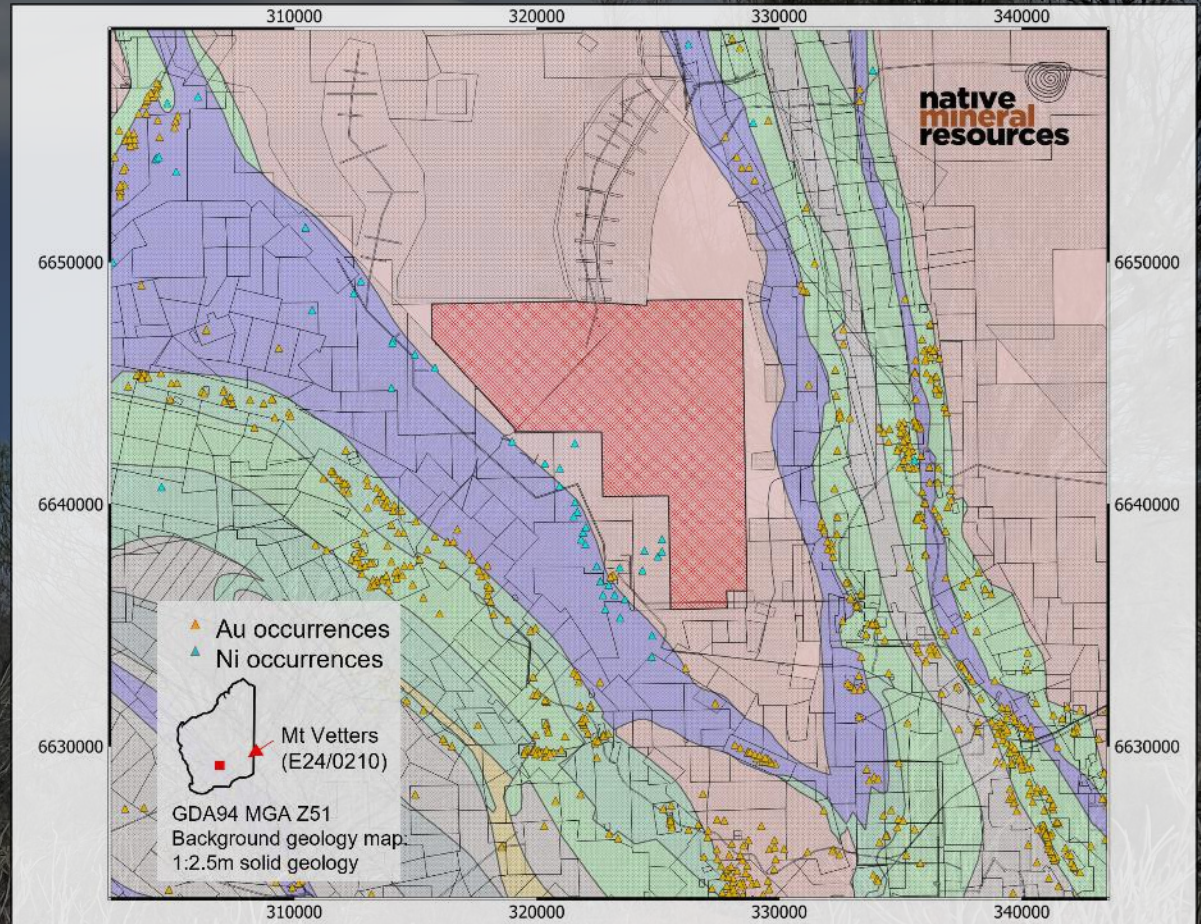 310000 320000 330000 340000
native
mineral
resources
6650000 6650000
6640000 6640000
Au occurrences
Ni occurrences
Mt Vetters
(E24/0210)
6630000 6630000
GDA94 MGA Z51
Background geology map:
1:2.5m solid geology
310000 320000 330000 340000